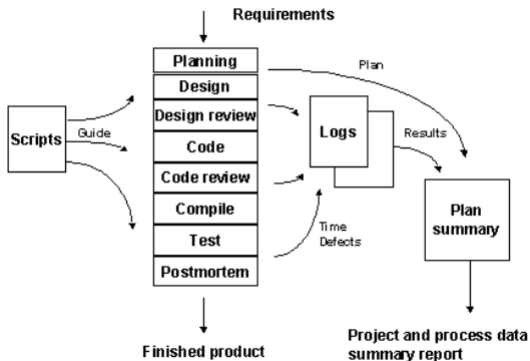 Requirements
Planning
Plan
Design
Design review
Scripts
Guide
Logs
Results
Code
Code review
Compile
Plan
summary
Test
Time
Defects
Postmortem
Finished product
Project and process data
summary report